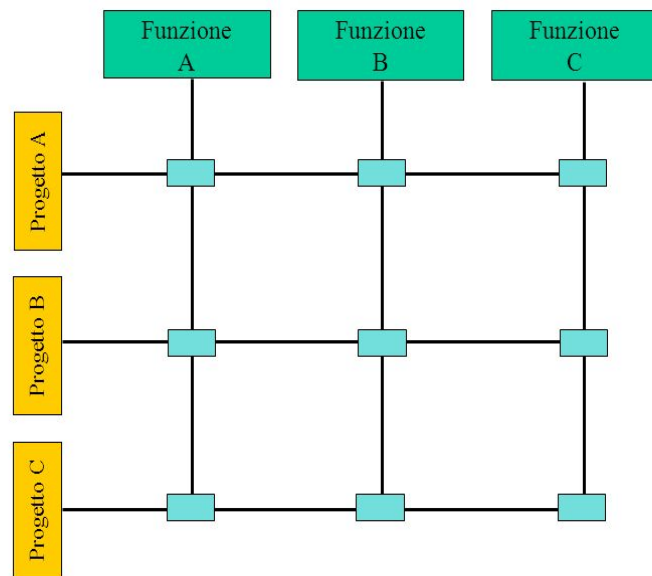 Funzione
A
Funzione
B
Funzione
C
Progetto A
Progetto B
Progetto C